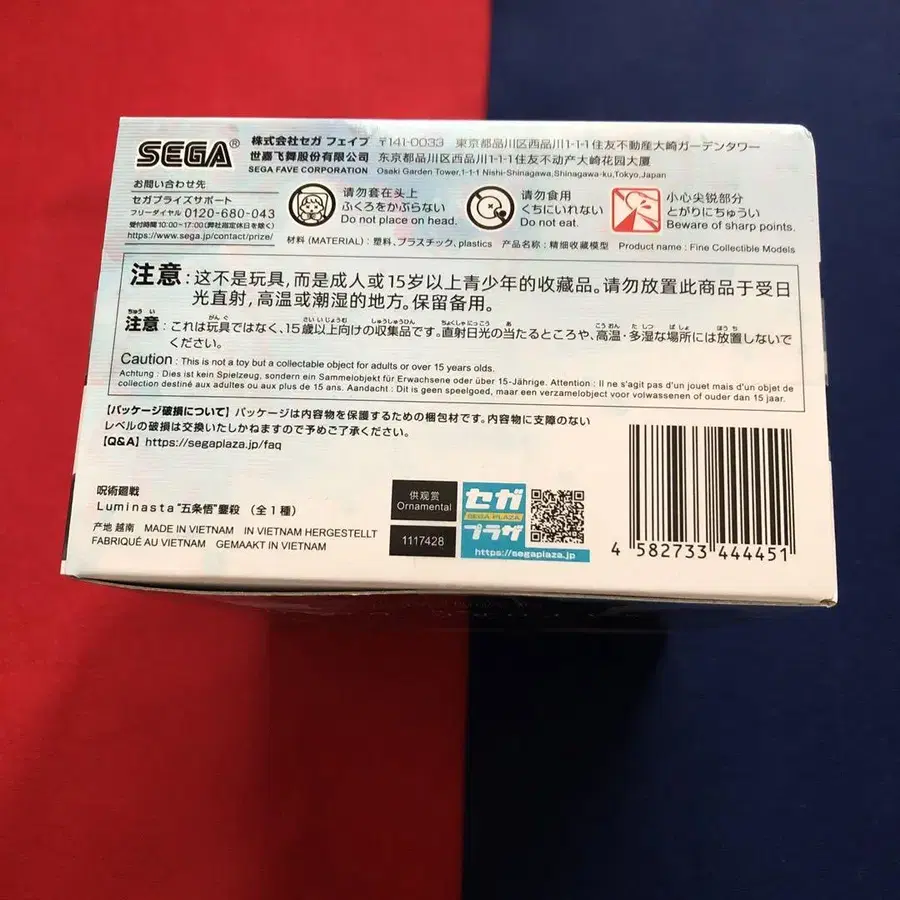 SEGA®
株式会社セガ フェイブ 〒141-0033 東京都品川区西品川1-1-1住友不動産大崎ガーデンタワー
世嘉飞舞股份有限公司 东京都品川区西品川1-1-1住友不动产大崎花园大厦
SEGA FAVE CORPORATION Osaki Garden Tower,1-1-1 Nishi-Shinagawa,Shinagawa-ku,Tokyo,Japan
お問い合わせ先
セガプライズサポート
フリーダイヤル 0120-680-043
受付時間10:00~17:00(弊社指定休日を除く)
https://www.sega.jp/contact/prize/
请勿套在头上
ふくろをかぶらない
Do not place on head.
请勿食用
くちにいれない
Do not eat.
小心尖锐部分
とがりにちゅうい
Beware of sharp points.
材料 (MATERIAL) : 塑料、プラスチック, plastics 产品名称: 精细收藏模型 Product name : Fine Collectible Models
注意: 这不是玩具,而是成人或15岁以上青少年的收藏品。请勿放置此商品于受日
光直射,高温或潮湿的地方。保留备用。
注意: これは玩具ではなく、15歳以上向けの収集品です。直射日光の当たるところや、高温・多湿な場所には放置しないで
ください。
Caution : This is not a toy but a collectable object for adults or over 15 years old.
Achtung : Dies ist kein Spielzeug, sondern ein Sammelobjekt für Erwachsene oder über 15-Jährige. Attention : Il ne s'agit pas d'un jouet mais d'un objet de
collection destiné aux adultes ou aux plus de 15 ans. Aandacht : Dit is geen speelgoed, maar een verzamelobject voor volwassenen of ouder dan 15 jaar.
【パッケージ破損について】パッケージは内容物を保護するための梱包材です。内容物に支障のない
レベルの破損は交換いたしかねますので予めご了承ください。
【Q&A】https://segaplaza.jp/faq
呪術廻戦
Luminasta"五条悟"鏖殺 (全1種)
产地 越南 MADE IN VIETNAM IN VIETNAM HERGESTELLT
FABRIQUÉ AU VIETNAM GEMAAKT IN VIETNAM
供观赏
Ornamental
1117428
セガ
SEGA PLAZA
プラザ
https://segaplaza.jp
4 582733 444451